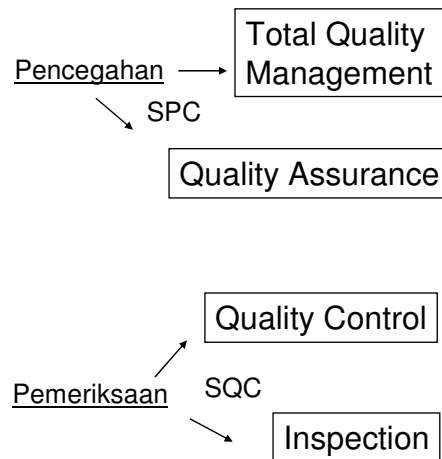 Total Quality
Management
Pencegahan
SPC
Quality Assurance
Quality Control
Pemeriksaan
SQC
Inspection